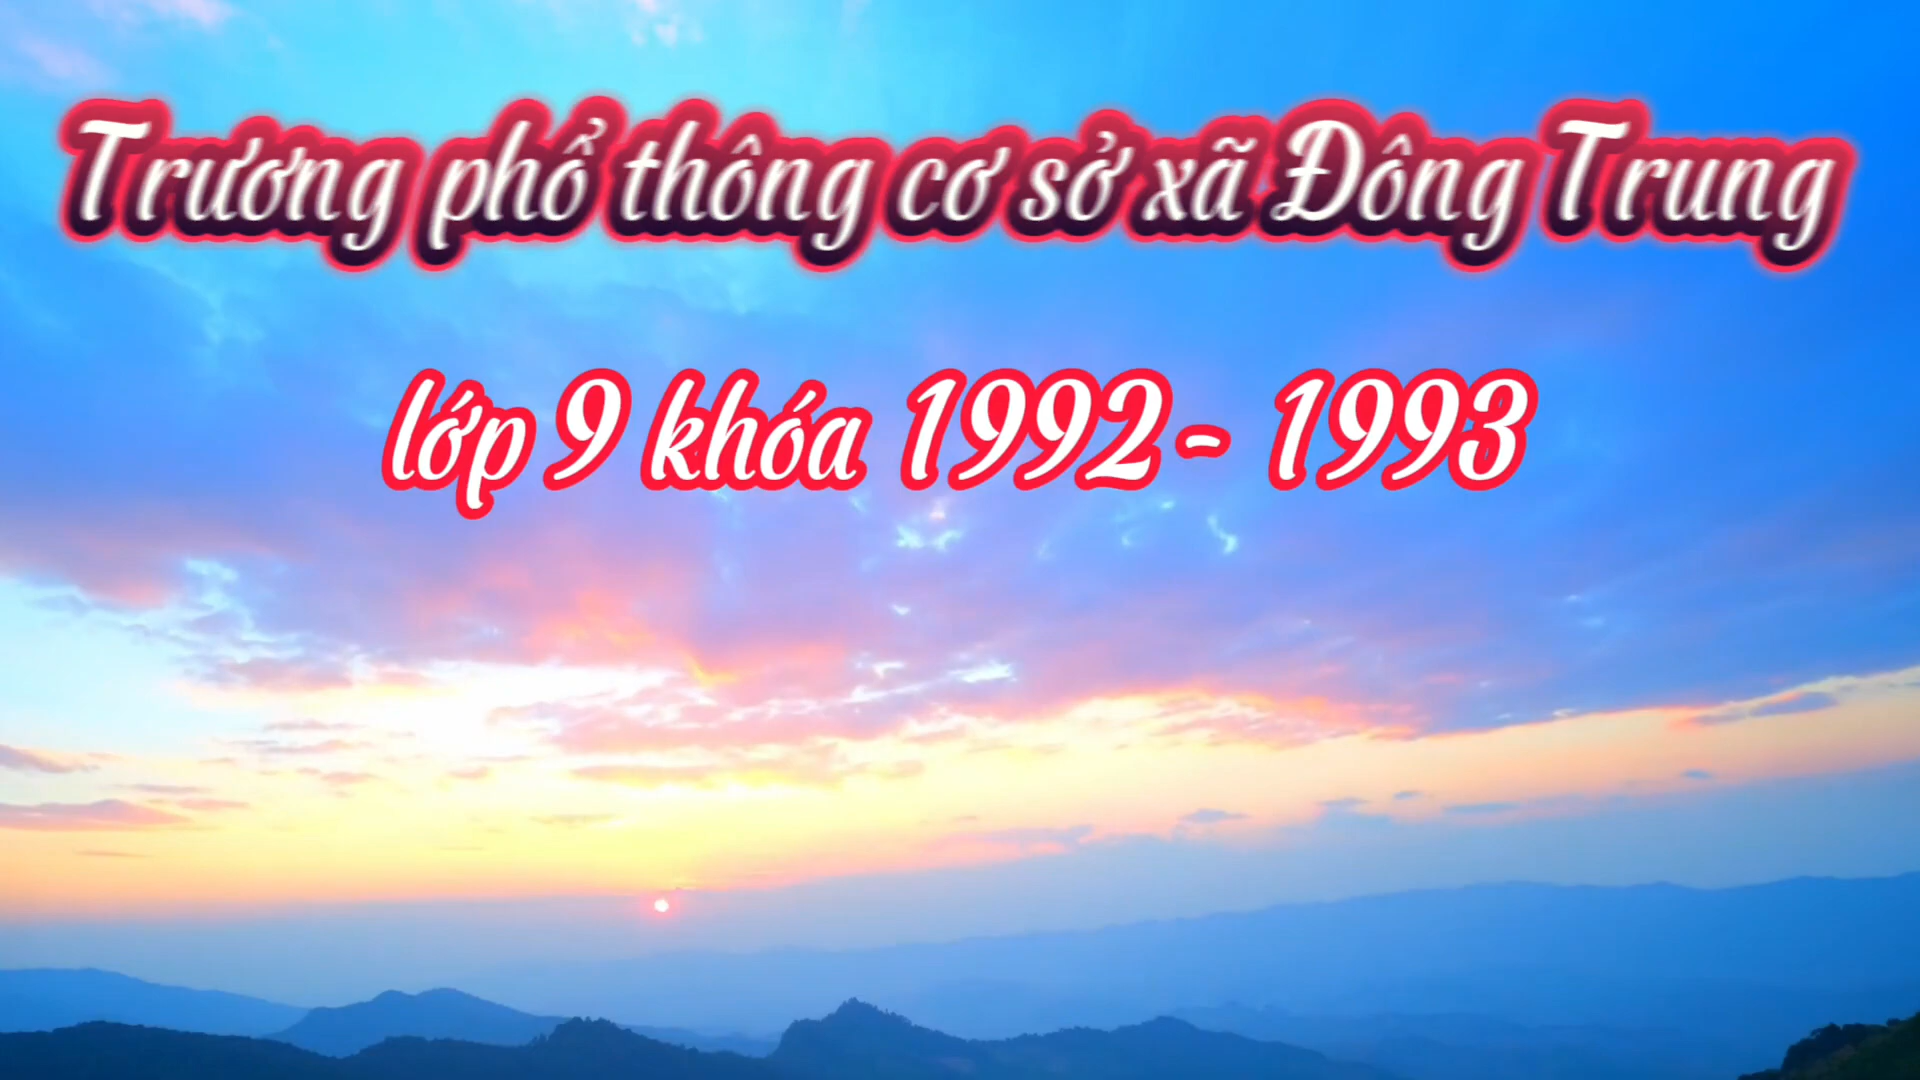 Trương phổ thông cơ sở xã Đông Trung
lớp 9 khóa 1992 - 1993